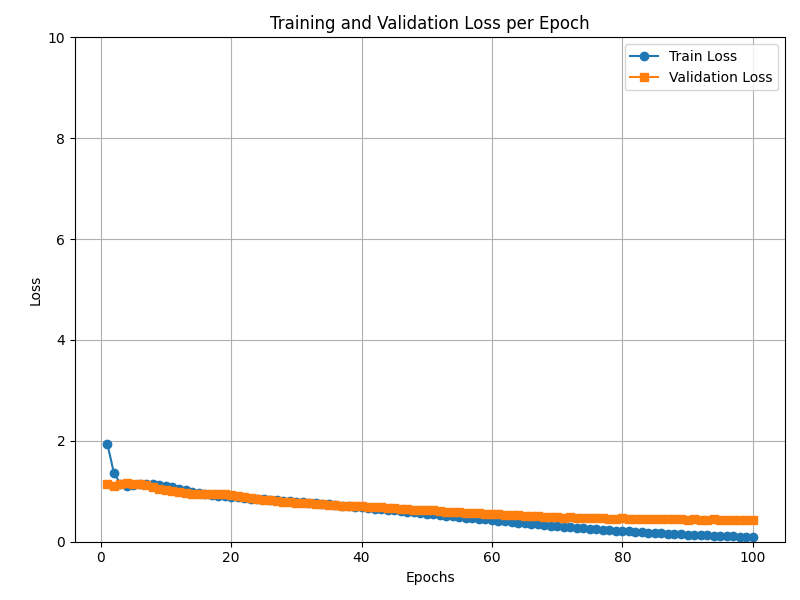 Training and Validation Loss per Epoch
Train Loss
Validation Loss
10
8
6
4
2
0
Loss
0 20 40 60 80 100
Epochs